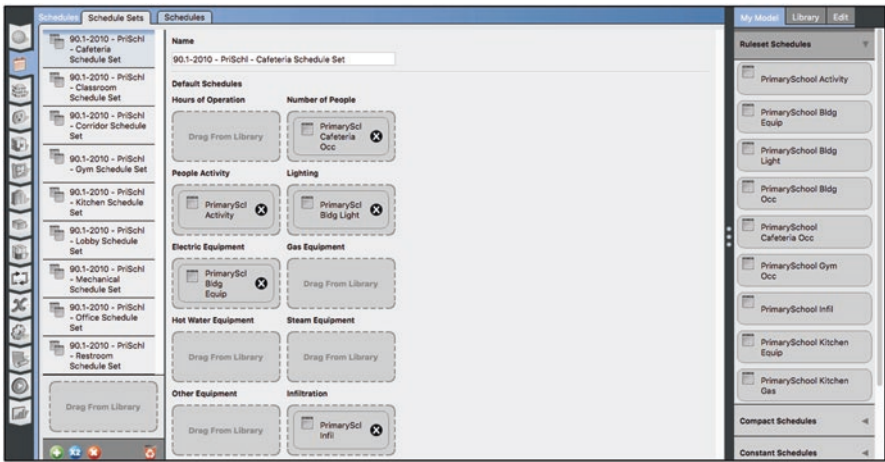 Schedules
Schedule Sets
Schedules
My Model
Library
Edit
90.1-2010 - PriSchl
- Cafeteria
Schedule Set
90.1-2010 - PriSchl
- Classroom
Schedule Set
90.1-2010 - PriSchl
- Corridor Schedule
Set
90.1-2010 - PriSchl
- Gym Schedule Set
90.1-2010 - PriSchl
- Kitchen Schedule
Set
90.1-2010 - PriSchl
- Lobby Schedule
Set
90.1-2010 - PriSchl
- Mechanical
Schedule Set
90.1-2010 - PriSchl
- Office Schedule
Set
90.1-2010 - PriSchl
- Restroom
Schedule Set
Drag From Library
x2
Name
90.1-2010 - PriSchl - Cafeteria Schedule Set
Default Schedules
Hours of Operation
Number of People
Drag From Library
PrimaryScl
Cafeteria
Occ
People Activity
Lighting
PrimaryScl
Activity
PrimaryScl
Bldg Light
Electric Equipment
Gas Equipment
PrimaryScl
Bldg
Equip
Drag From Library
Hot Water Equipment
Steam Equipment
Drag From Library
Drag From Library
Other Equipment
Infiltration
Drag From Library
PrimaryScl
Infil
Ruleset Schedules
PrimarySchool Activity
PrimarySchool Bldg
Equip
PrimarySchool Bldg
Light
PrimarySchool Bldg
Occ
PrimarySchool
Cafeteria Occ
PrimarySchool Gym
Occ
PrimarySchool Infil
PrimarySchool Kitchen
Equip
PrimarySchool Kitchen
Gas
Compact Schedules
Constant Schedules